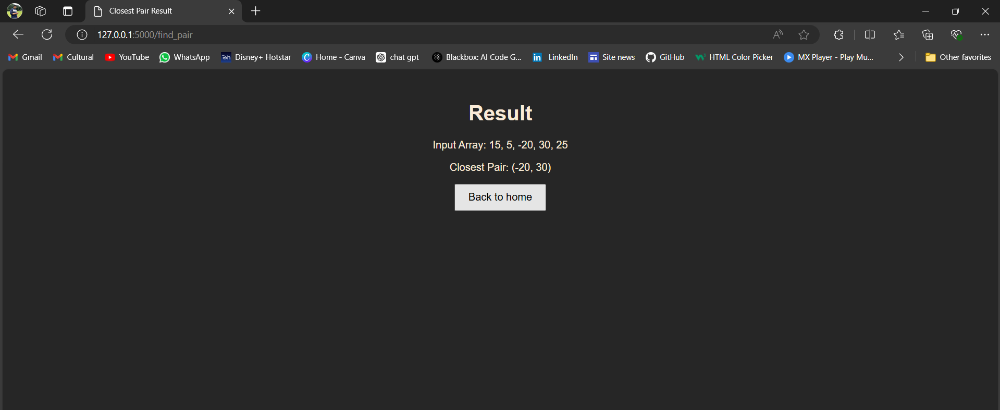 Closest Pair Result
127.0.0.1:5000/find_pair
Gmail Cultural YouTube WhatsApp Disney+ Hotstar Home - Canva chat gpt Blackbox: AI Code G... LinkedIn Site news GitHub HTML Color Picker MX Player - Play Mu... Other favorites
Result
Input Array: 15, 5, -20, 30, 25
Closest Pair: (-20, 30)
Back to home